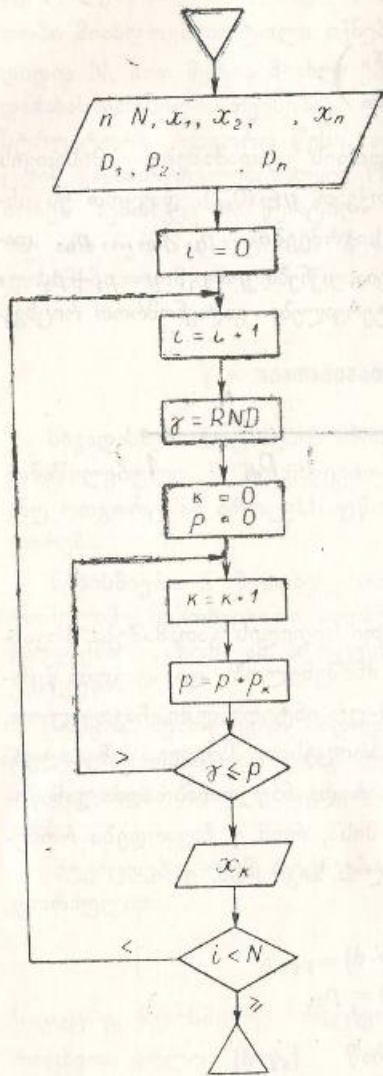 n N, x₁, x₂, , xₙ
p₁, p₂ , pₙ
ι = 0
ι = ι + 1
γ = RND
κ = 0
p = 0
κ = κ + 1
p = p + pₖ
>
γ ⩽ p
xₖ
<
i < N
⩾